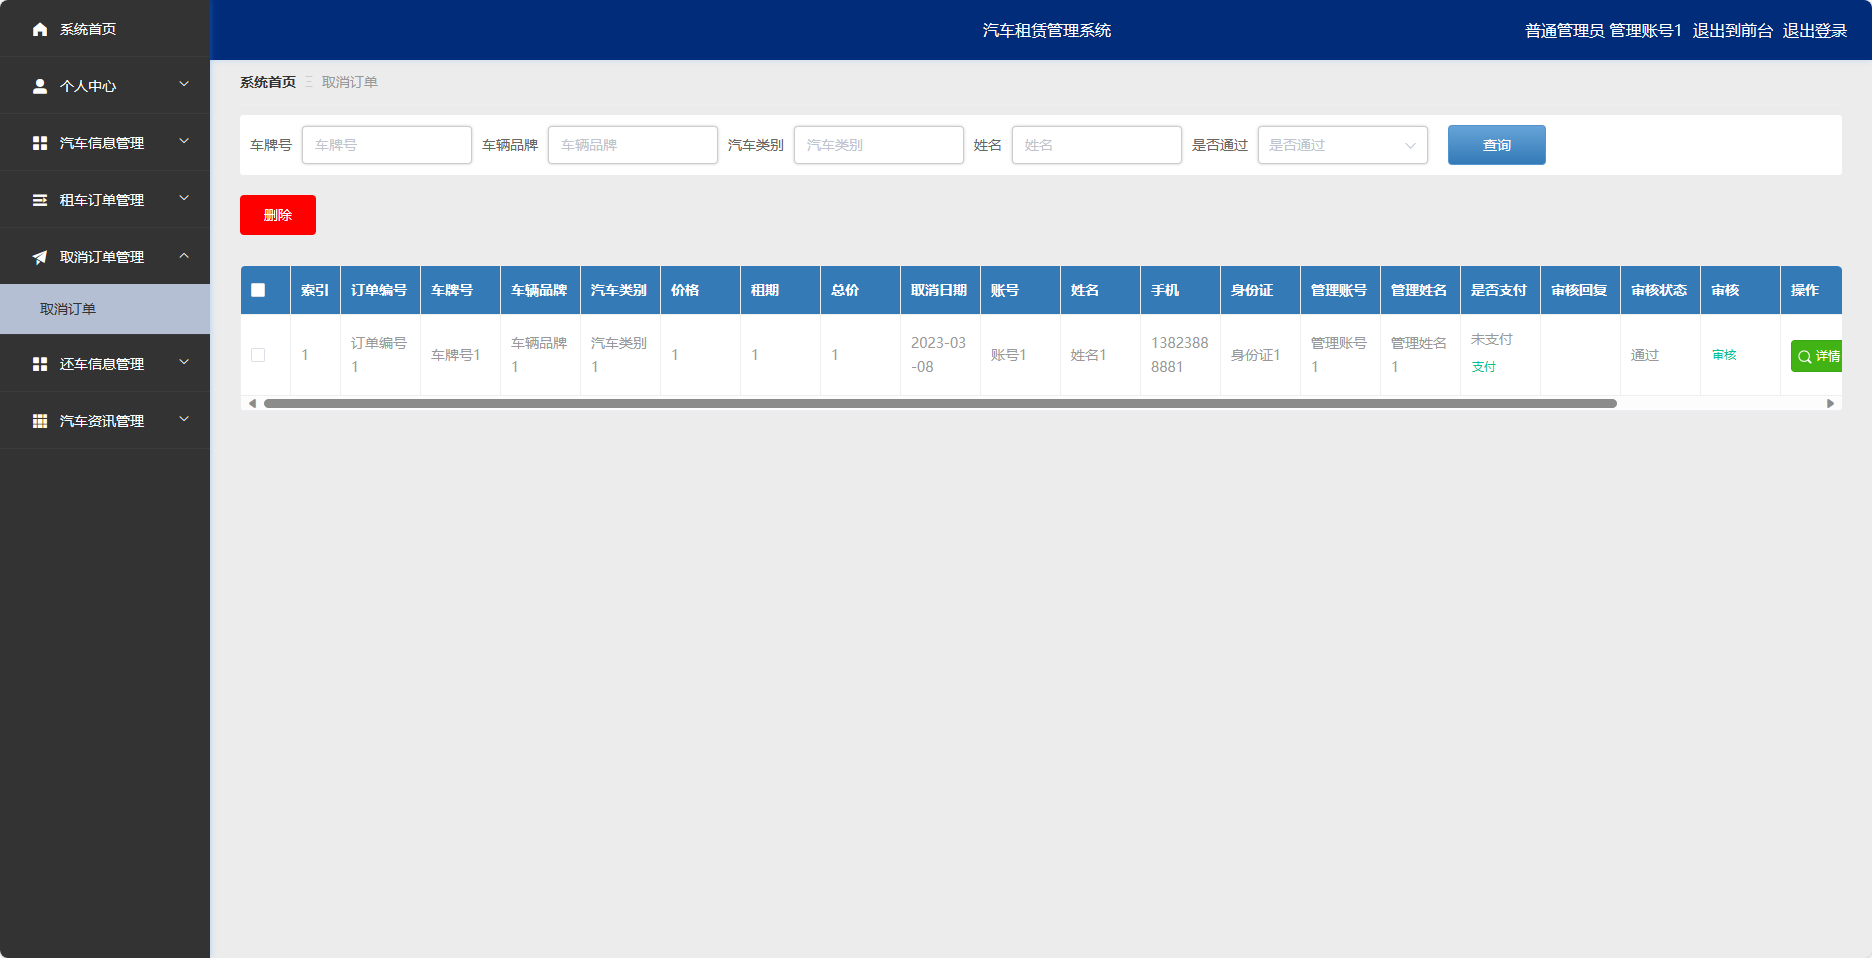 系统首页
个人中心
汽车信息管理
租车订单管理
取消订单管理
取消订单
还车信息管理
汽车资讯管理
汽车租赁管理系统
普通管理员 管理账号1 退出到前台 退出登录
系统首页 取消订单
车牌号 车牌号 车辆品牌 车辆品牌 汽车类别 汽车类别 姓名 姓名 是否通过 是否通过 查询
删除
索引 订单编号 车牌号 车辆品牌 汽车类别 价格 租期 总价 取消日期 账号 姓名 手机 身份证 管理账号 管理姓名 是否支付 审核回复 审核状态 审核 操作
1 订单编号1 车牌号1 车辆品牌1 汽车类别1 1 1 1 2023-03-08 账号1 姓名1 13823888881 身份证1 管理账号1 管理姓名1 未支付 支付 通过 审核 详情